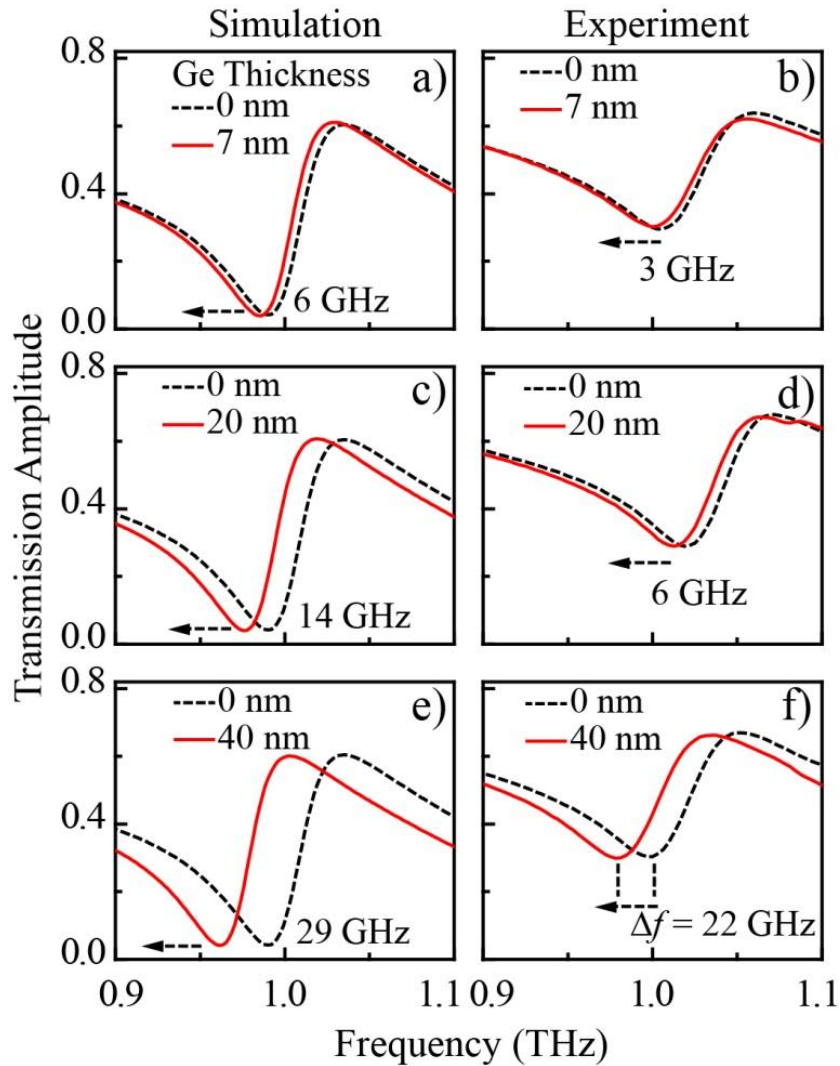 Simulation
Experiment
Transmission Amplitude
Ge Thickness
0 nm
7 nm
a)
6 GHz
0 nm
7 nm
b)
3 GHz
0 nm
20 nm
c)
14 GHz
0 nm
20 nm
d)
6 GHz
0 nm
40 nm
e)
29 GHz
0 nm
40 nm
f)
Δf = 22 GHz
0.8
0.4
0.0
0.8
0.4
0.0
0.8
0.4
0.0
0.9
1.0
1.1
0.9
1.0
1.1
Frequency (THz)